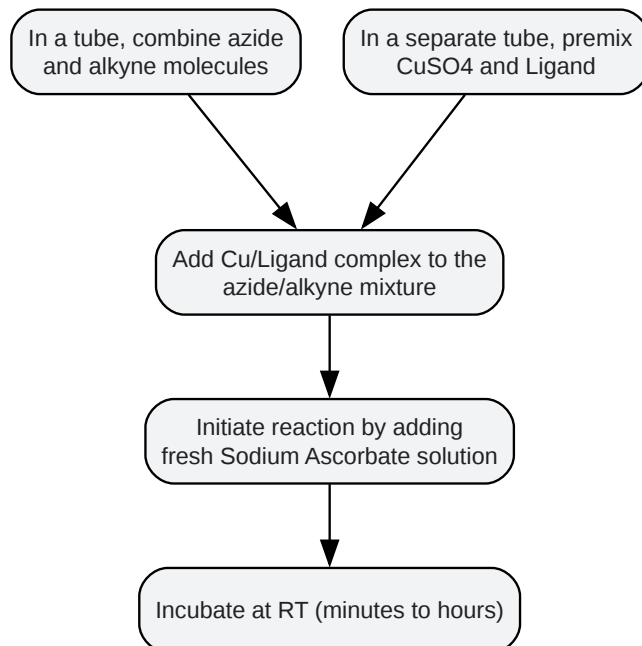 In a tube, combine azide
and alkyne molecules
In a separate tube, premix
CuSO4 and Ligand
Add Cu/Ligand complex to the
azide/alkyne mixture
Initiate reaction by adding
fresh Sodium Ascorbate solution
Incubate at RT (minutes to hours)